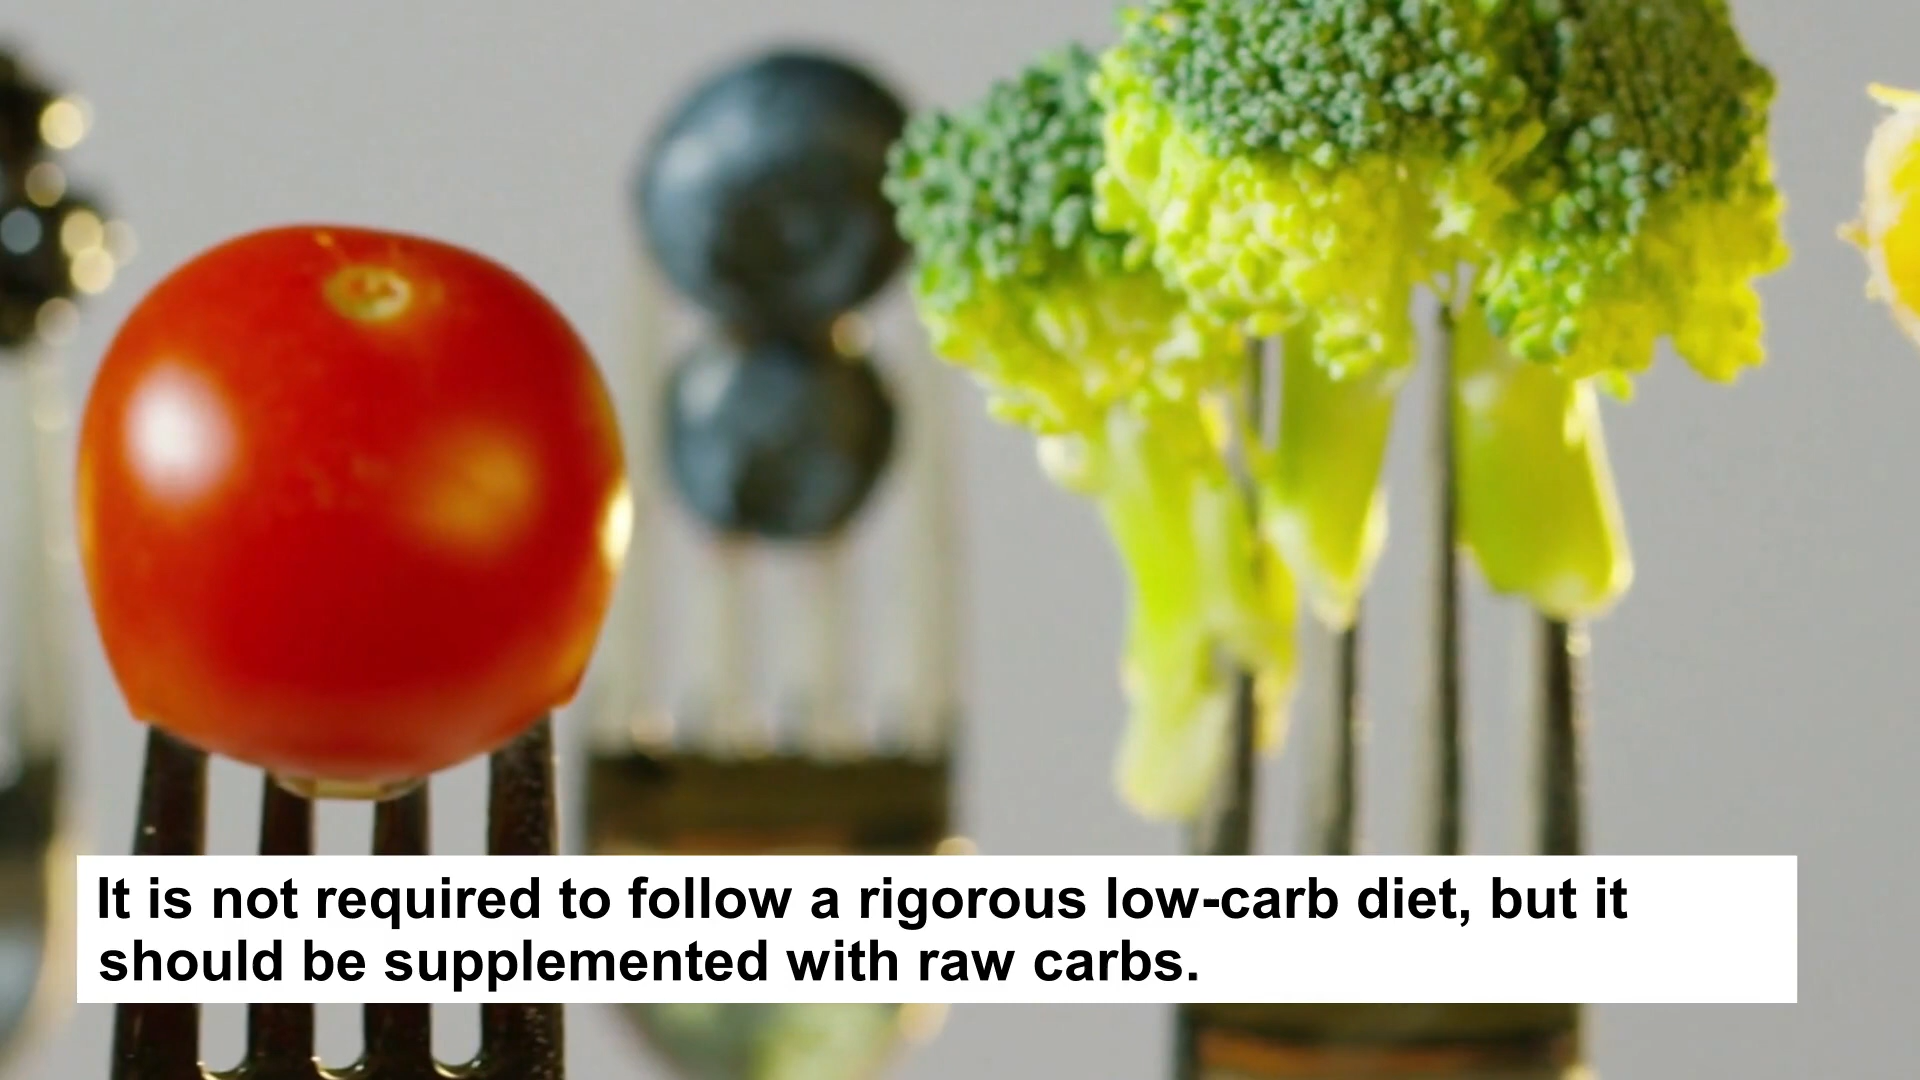 It is not required to follow a rigorous low-carb diet, but it
should be supplemented with raw carbs.